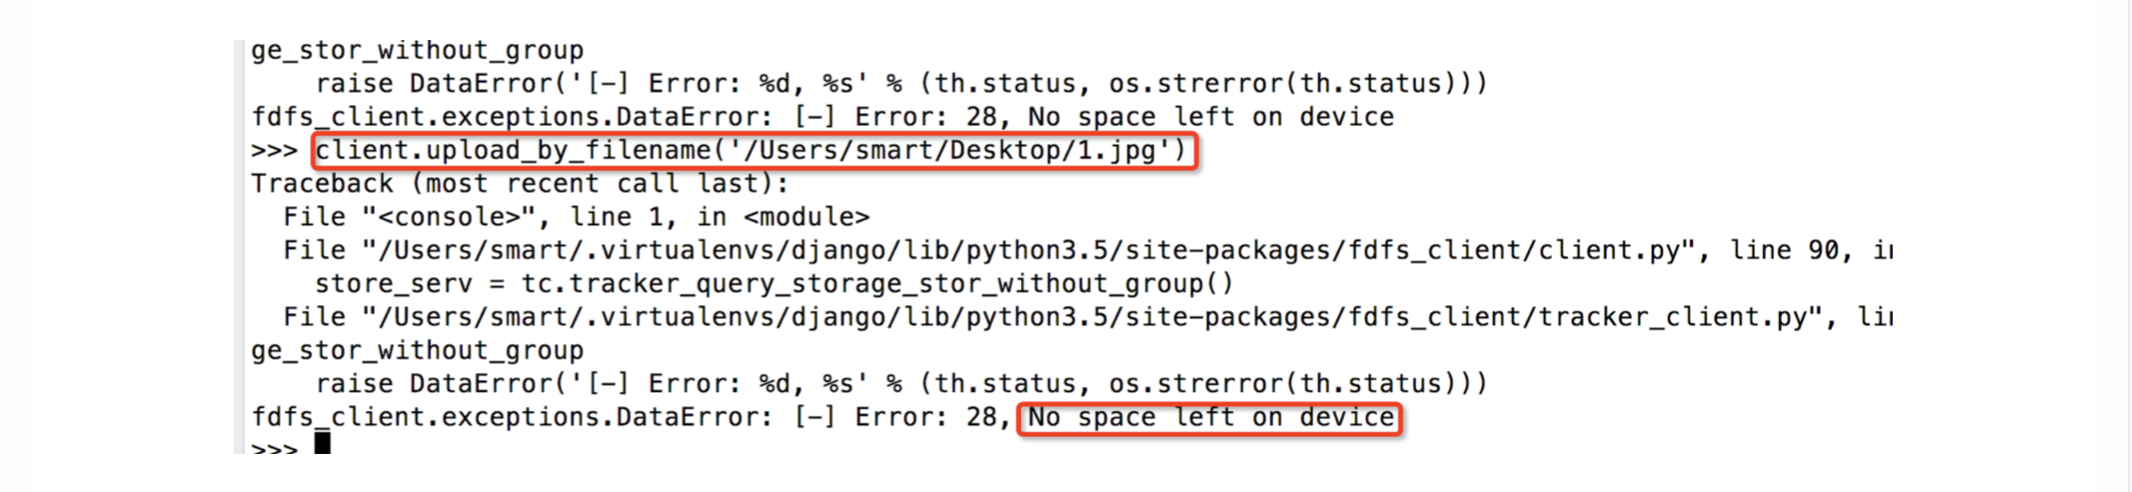 ge_stor_without_group
    raise DataError('[-] Error: %d, %s' % (th.status, os.strerror(th.status)))
fdfs_client.exceptions.DataError: [-] Error: 28, No space left on device
>>> client.upload_by_filename('/Users/smart/Desktop/1.jpg')
Traceback (most recent call last):
  File "<console>", line 1, in <module>
  File "/Users/smart/.virtualenvs/django/lib/python3.5/site-packages/fdfs_client/client.py", line 90, in
    store_serv = tc.tracker_query_storage_stor_without_group()
  File "/Users/smart/.virtualenvs/django/lib/python3.5/site-packages/fdfs_client/tracker_client.py", lin
ge_stor_without_group
    raise DataError('[-] Error: %d, %s' % (th.status, os.strerror(th.status)))
fdfs_client.exceptions.DataError: [-] Error: 28, No space left on device
>>>